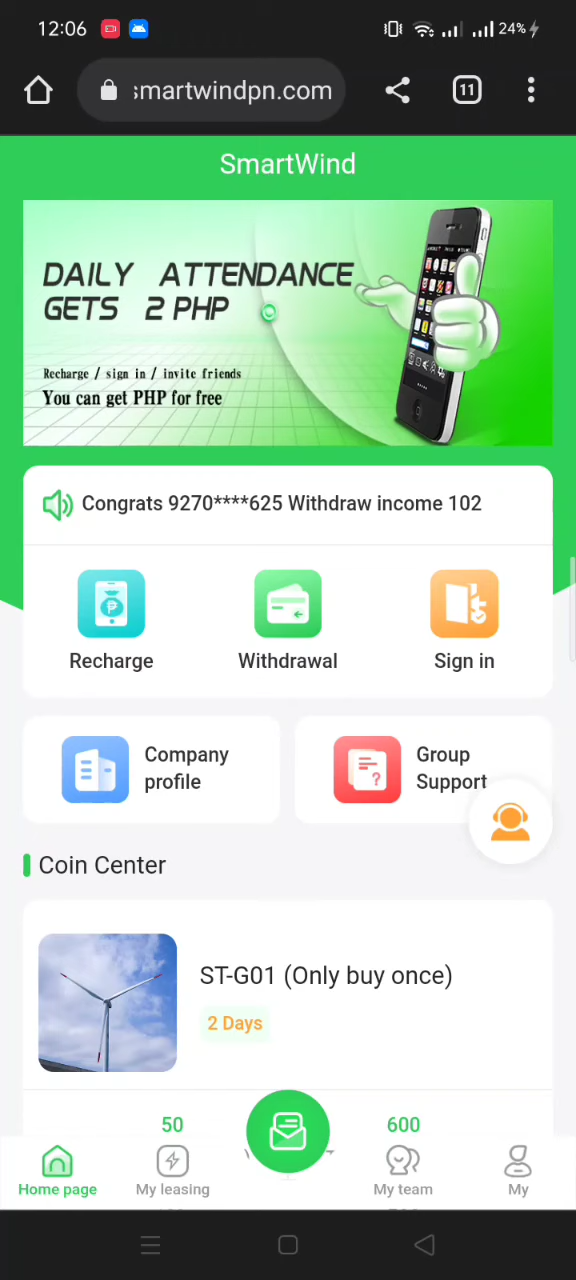 12:06
24%
smartwindpn.com
11
SmartWind
DAILY ATTENDANCE
GETS 2 PHP
Recharge / sign in / invite friends
You can get PHP for free
Congrats 9270****625 Withdraw income 102
Recharge
Withdrawal
Sign in
Company
profile
Group
Support
Coin Center
ST-G01 (Only buy once)
2 Days
50
600
Home page
My leasing
My team
My